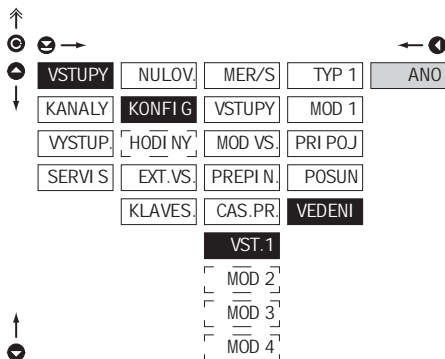 VSTUPY NULOV. MER/S TYP 1 ANO
KANALY KONFIG VSTUPY MOD 1
VYSTUP. HODINY MOD VS. PRIPOJ
SERVIS EXT.VS. PREPIN. POSUN
KLAVES. CAS.PR. VEDENI
VST.1
MOD 2
MOD 3
MOD 4